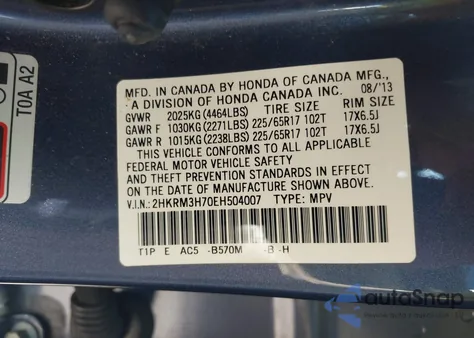 T0A A2
MFD. IN CANADA BY HONDA OF CANADA MFG.,
A DIVISION OF HONDA CANADA INC. 08/'13
GVWR 2025KG (4464LBS) TIRE SIZE RIM SIZE
GAWR F 1030KG (2271LBS) 225/65R17 102T 17X6.5J
GAWR R 1015KG (2238LBS) 225/65R17 102T 17X6.5J
THIS VEHICLE CONFORMS TO ALL APPLICABLE
FEDERAL MOTOR VEHICLE SAFETY
AND THEFT PREVENTION STANDARDS IN EFFECT
ON THE DATE OF MANUFACTURE SHOWN ABOVE.
V.I.N.: 2HKRM3H70EH504007 TYPE: MPV
T1P E AC5 -B570M -B -H
autoSnap